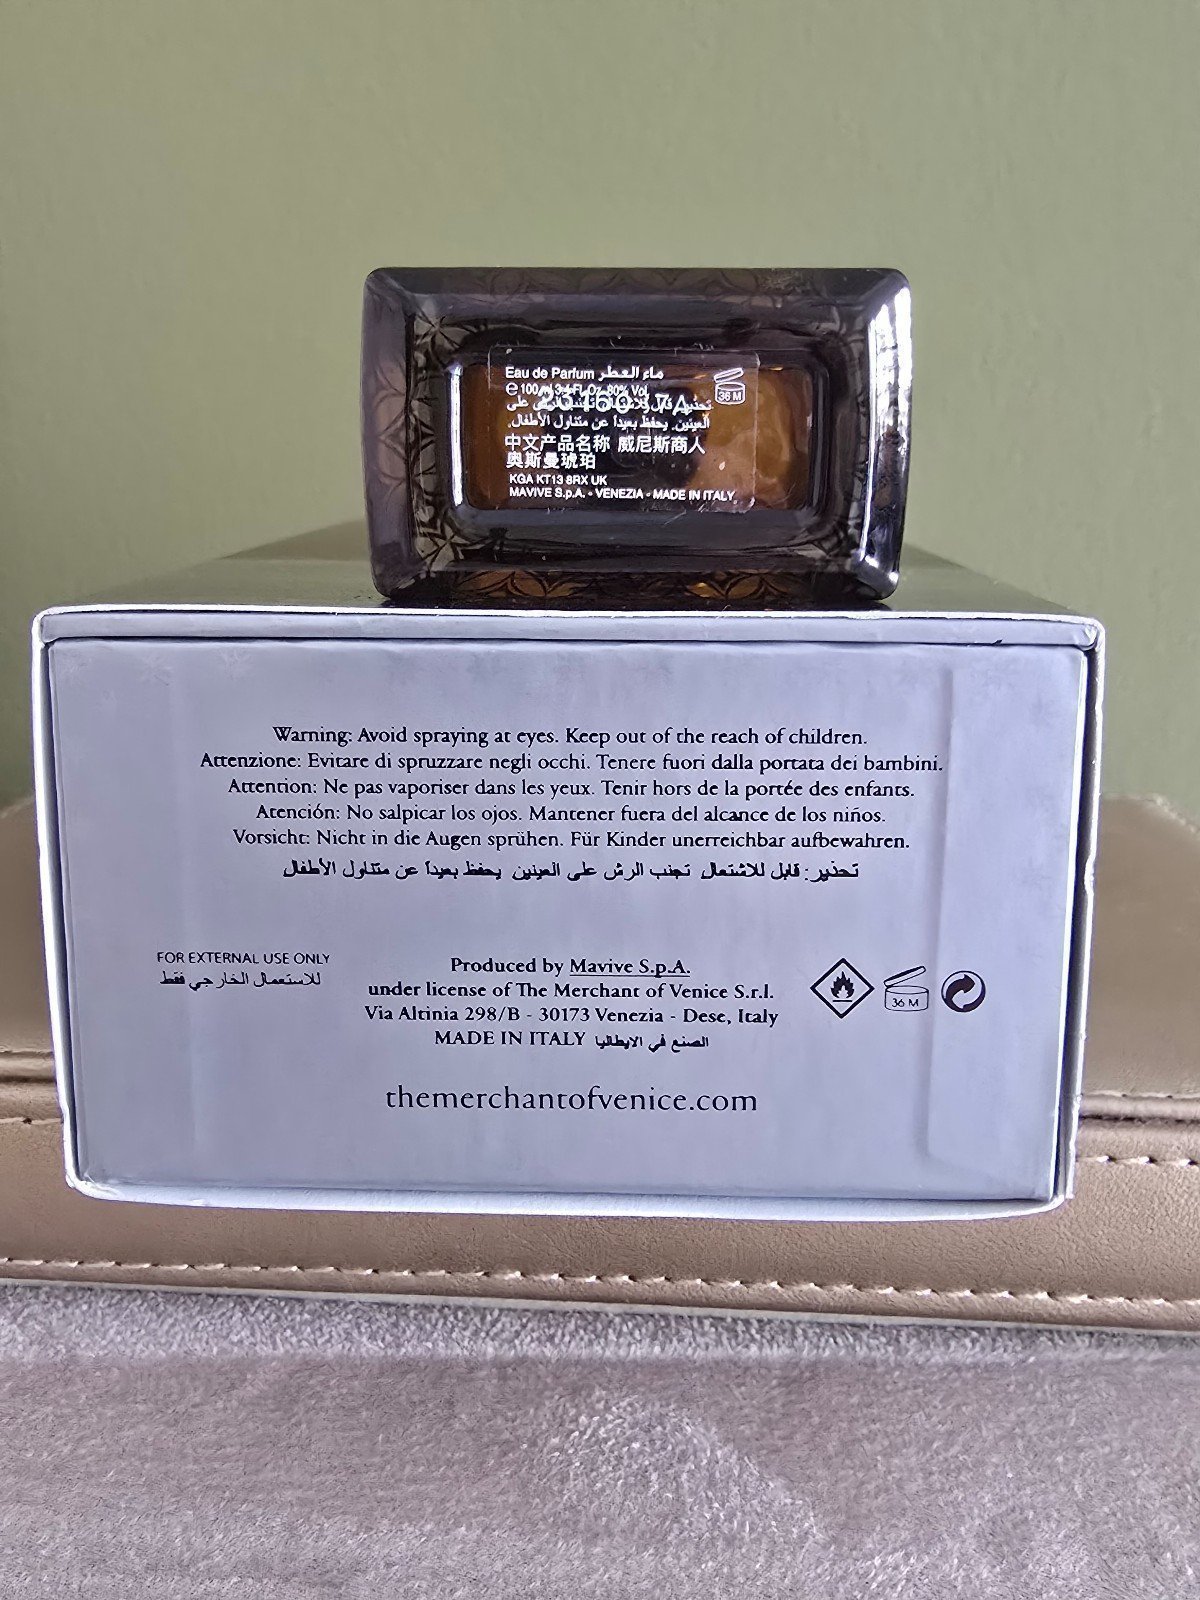 Eau de Parfum ماء العطر
℮ 100 ml 3.4 Fl. Oz. 80% Vol.
العينين. يحفظ بعيداً عن متناول الأطفال.
36 M
中文产品名称 威尼斯商人
奥斯曼琥珀
KGA KT13 8RX UK
MAVIVE S.p.A. • VENEZIA - MADE IN ITALY
Warning: Avoid spraying at eyes. Keep out of the reach of children.
Attenzione: Evitare di spruzzare negli occhi. Tenere fuori dalla portata dei bambini.
Attention: Ne pas vaporiser dans les yeux. Tenir hors de la portée des enfants.
Atención: No salpicar los ojos. Mantener fuera del alcance de los niños.
Vorsicht: Nicht in die Augen sprühen. Für Kinder unerreichbar aufbewahren.
تحذير: قابل للاشتعال. تجنب الرش على العينين. يحفظ بعيداً عن متناول الأطفال
FOR EXTERNAL USE ONLY
للاستعمال الخارجي فقط
Produced by Mavive S.p.A.
under license of The Merchant of Venice S.r.l.
Via Altinia 298/B - 30173 Venezia - Dese, Italy
MADE IN ITALY الصنع في الايطاليا
36 M
themerchantofvenice.com